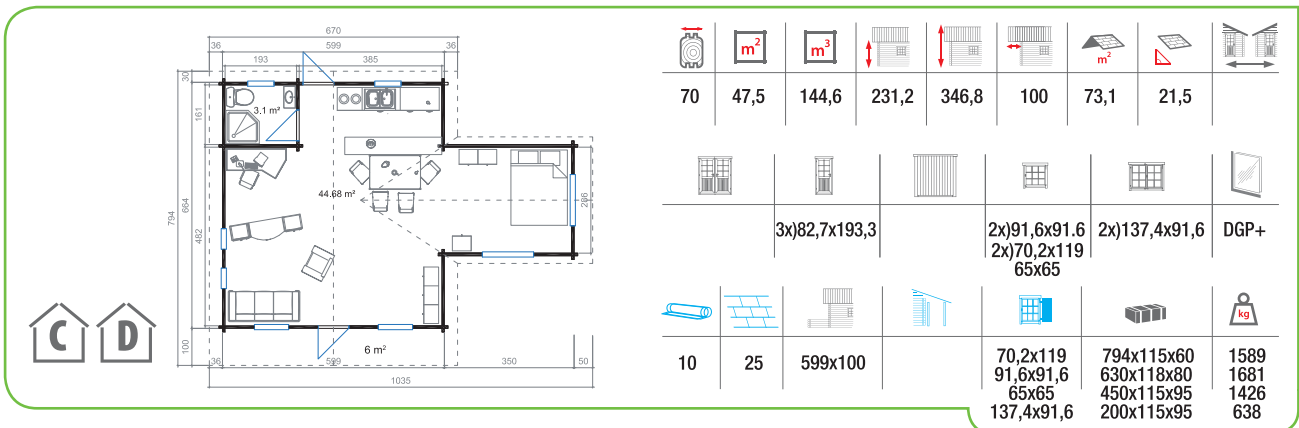 670
36 599 36
193 385
30
161
3,1 m²
m
44.68 m²
794
664
482
286
100
6 m²
36 599 350 50
1035
C D
m² m³ m²
70 47,5 144,6 231,2 346,8 100 73,1 21,5
3x)82,7x193,3
2x)91,6x91.6
2x)70,2x119
65x65
2x)137,4x91,6
DGP+
kg
10 25 599x100
70,2x119
91,6x91,6
65x65
137,4x91,6
794x115x60
630x118x80
450x115x95
200x115x95
1589
1681
1426
638